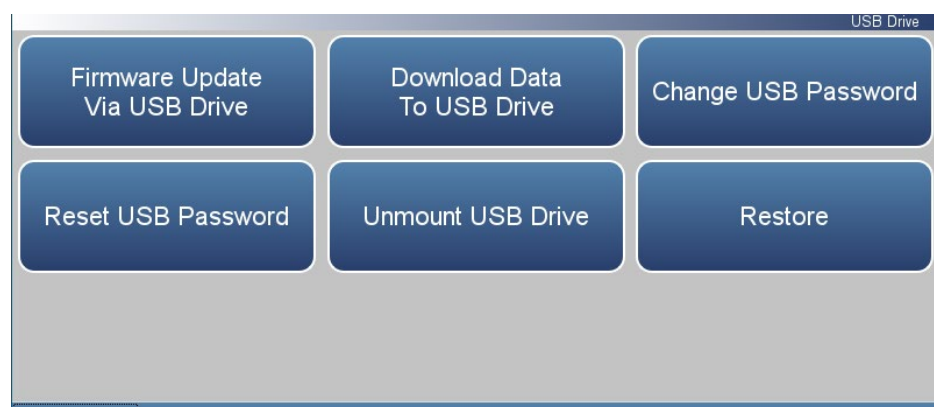 USB Drive
Firmware Update
Via USB Drive
Download Data
To USB Drive
Change USB Password
Reset USB Password
Unmount USB Drive
Restore